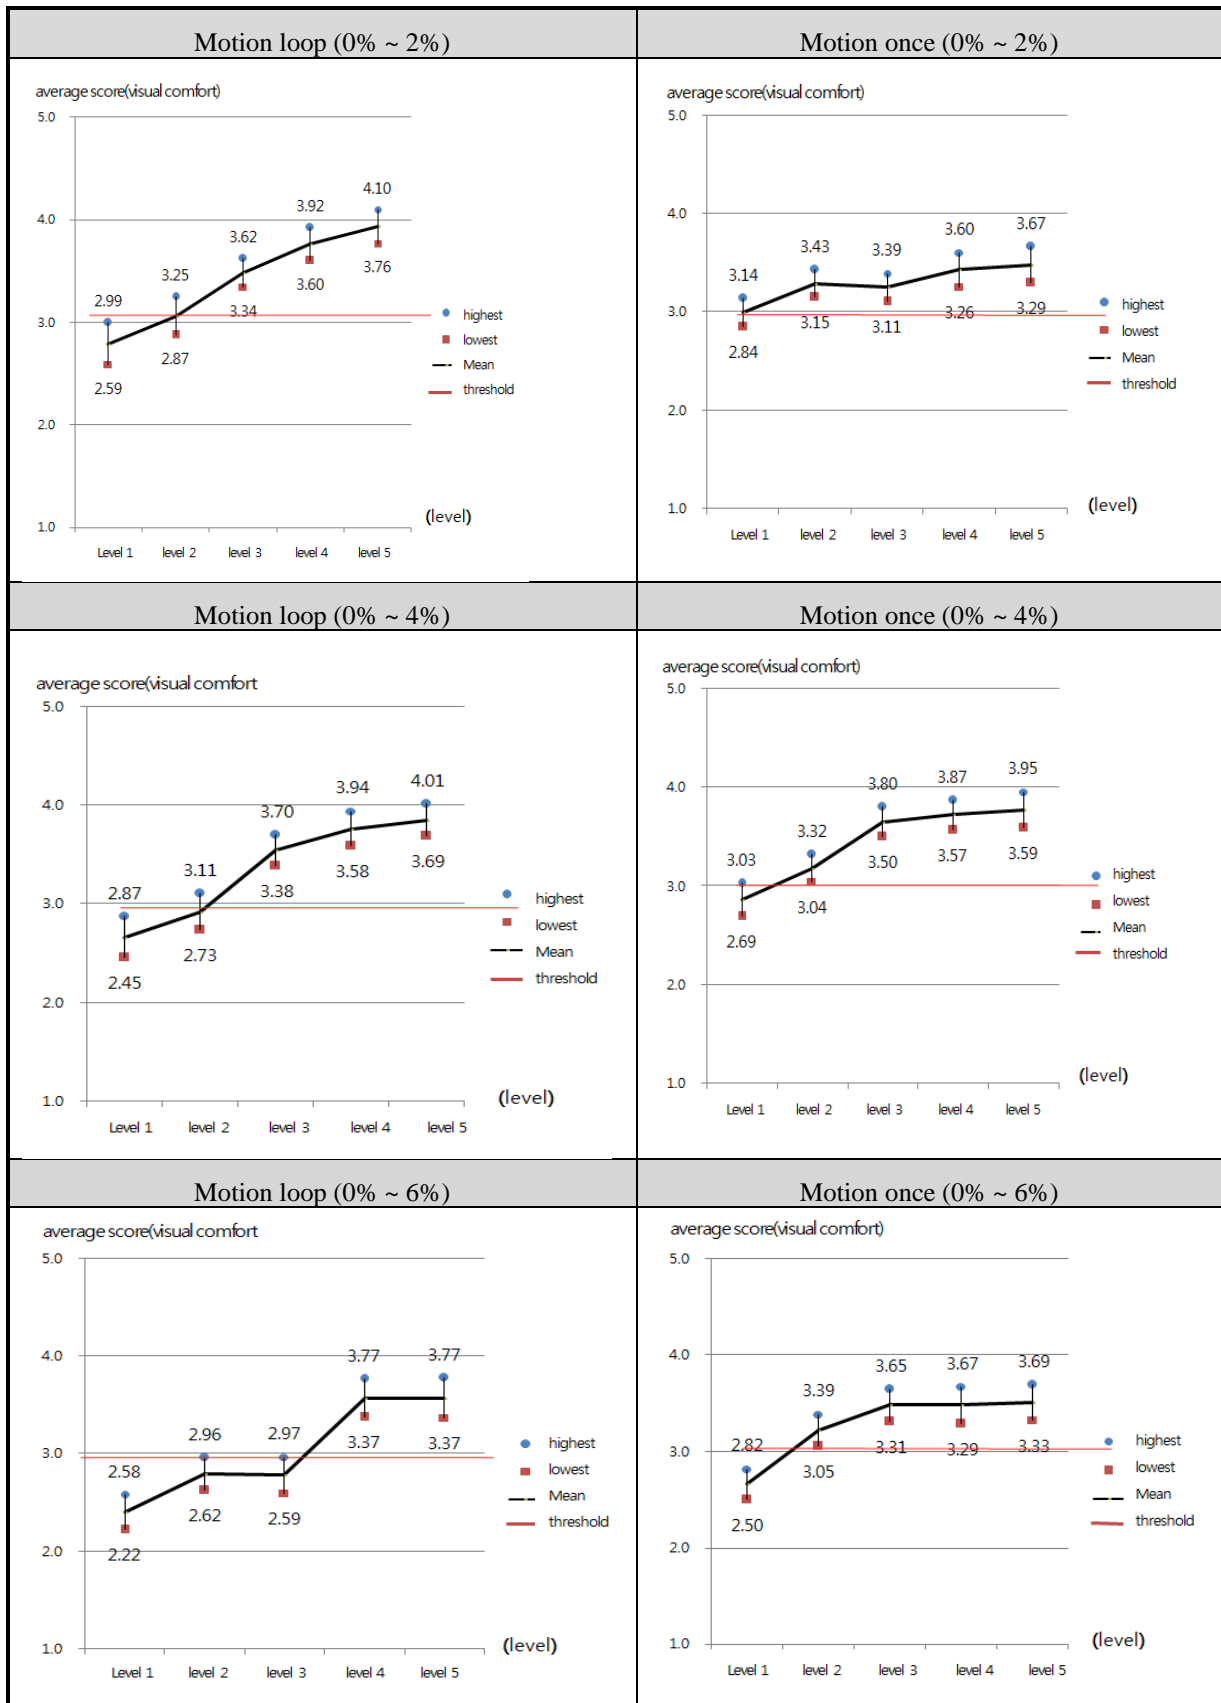 Motion loop (0% ~ 2%)
average score(visual comfort)
5.0
4.0
3.0
2.0
1.0
2.99
3.25
3.62
3.92
4.10
2.59
2.87
3.34
3.60
3.76
highest
lowest
Mean
threshold
(level)
Level 1 level 2 level 3 level 4 level 5
Motion once (0% ~ 2%)
average score(visual comfort)
5.0
4.0
3.0
2.0
1.0
3.14
3.43
3.39
3.60
3.67
2.84
3.15
3.11
3.26
3.29
highest
lowest
Mean
threshold
(level)
Level 1 level 2 level 3 level 4 level 5
Motion loop (0% ~ 4%)
average score(visual comfort
5.0
4.0
3.0
2.0
1.0
2.87
3.11
3.70
3.94
4.01
2.45
2.73
3.38
3.58
3.69
highest
lowest
Mean
threshold
(level)
Level 1 level 2 level 3 level 4 level 5
Motion once (0% ~ 4%)
average score(visual comfort)
5.0
4.0
3.0
2.0
1.0
3.03
3.32
3.80
3.87
3.95
2.69
3.04
3.50
3.57
3.59
highest
lowest
Mean
threshold
(level)
Level 1 level 2 level 3 level 4 level 5
Motion loop (0% ~ 6%)
average score(visual comfort
5.0
4.0
3.0
2.0
1.0
2.58
2.96
2.97
3.77
3.77
2.22
2.62
2.59
3.37
3.37
highest
lowest
Mean
threshold
(level)
Level 1 level 2 level 3 level 4 level 5
Motion once (0% ~ 6%)
average score(visual comfort)
5.0
4.0
3.0
2.0
1.0
2.82
3.39
3.65
3.67
3.69
2.50
3.05
3.31
3.29
3.33
highest
lowest
Mean
threshold
(level)
Level 1 level 2 level 3 level 4 level 5